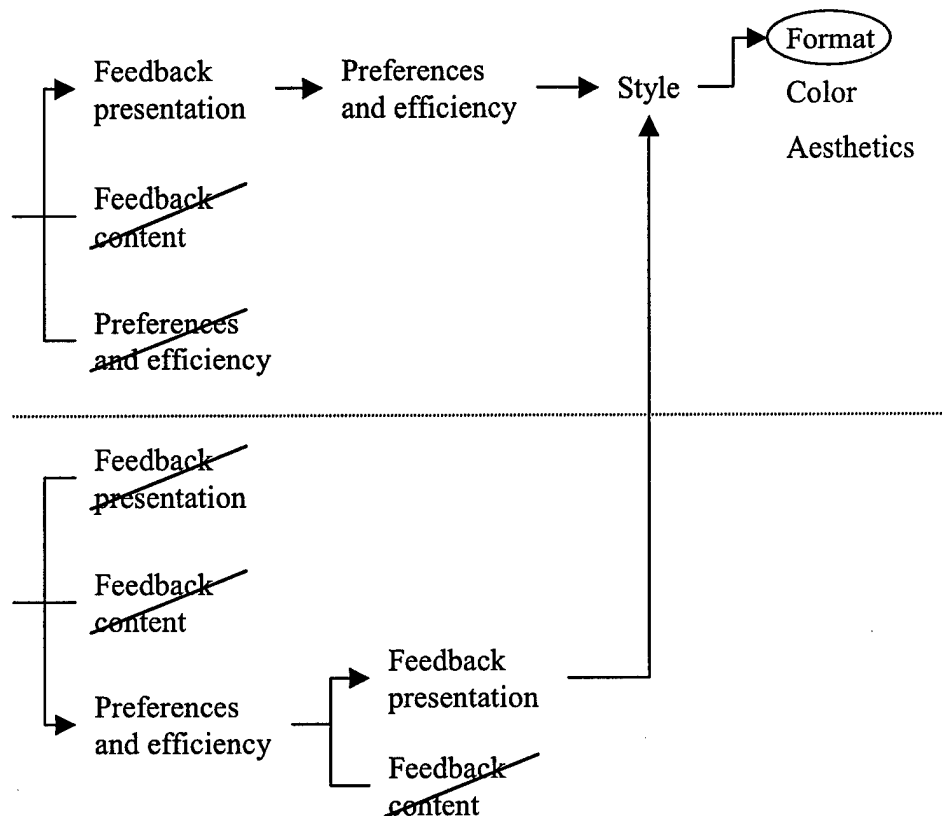 Feedback
presentation
Preferences
and efficiency
Style
Format
Color
Aesthetics
Feedback
content
Preferences
and efficiency
Feedback
presentation
Feedback
content
Preferences
and efficiency
Feedback
presentation
Feedback
content